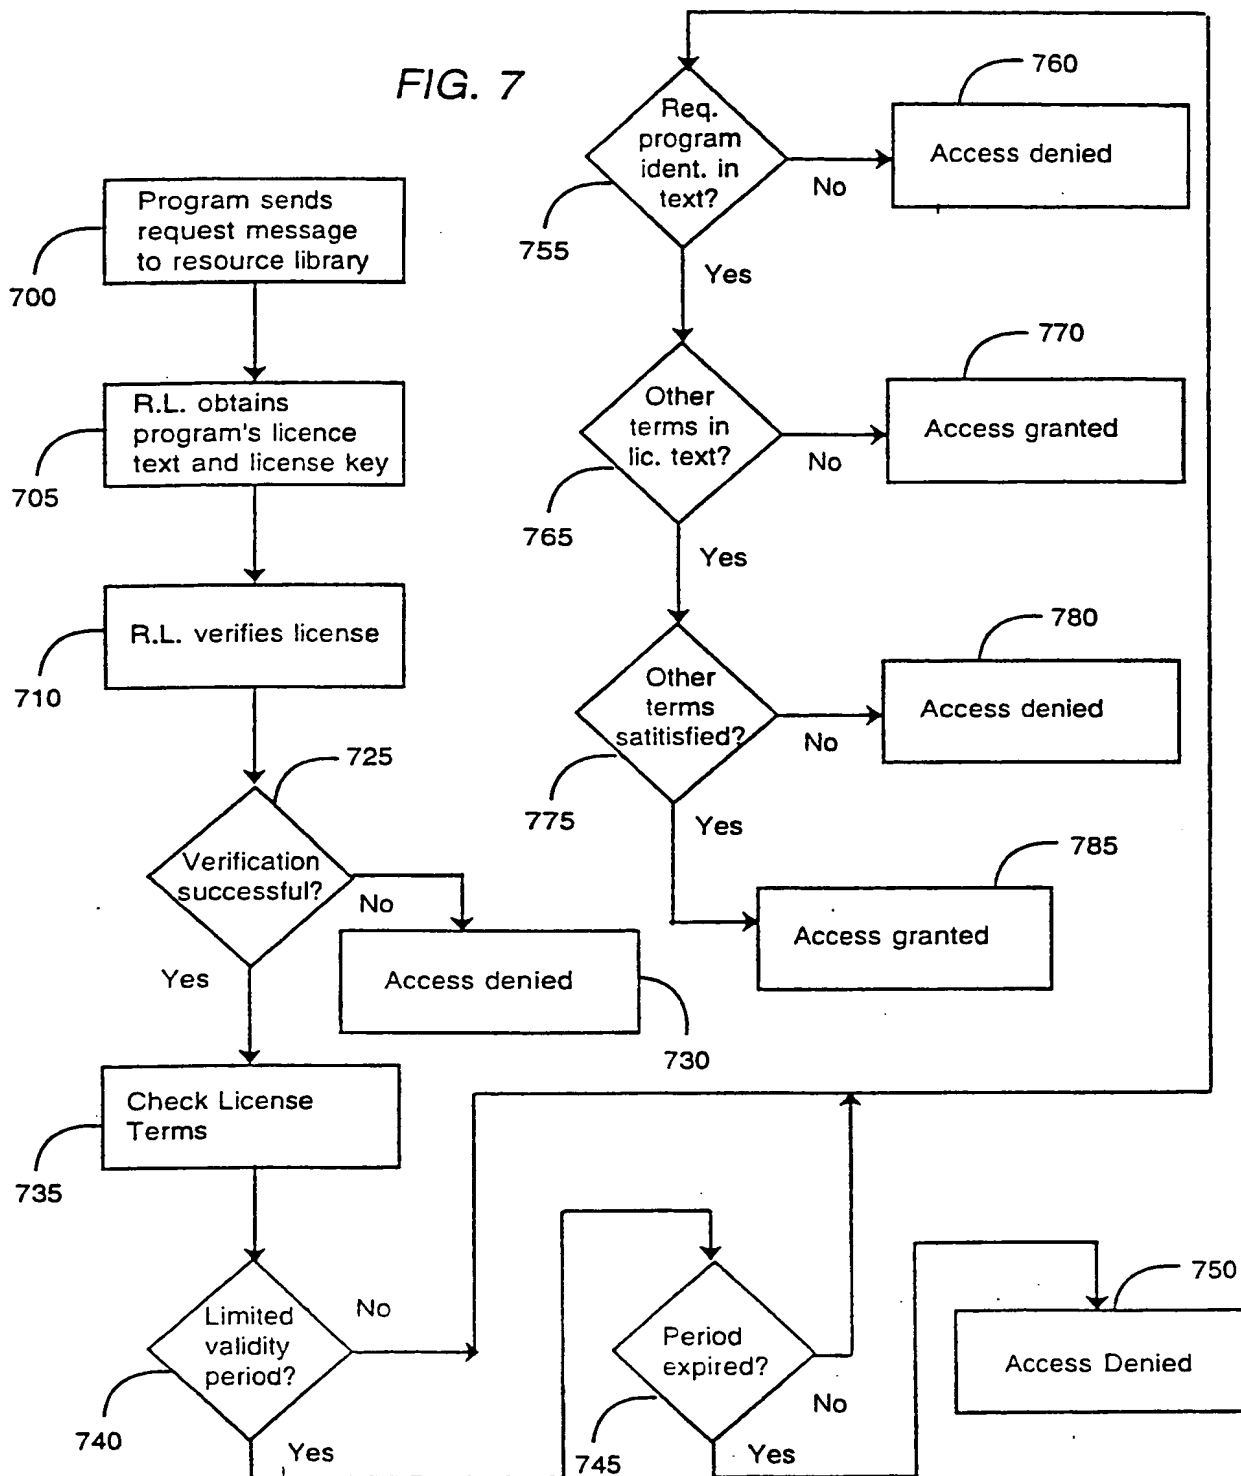 FIG. 7
Program sends
request message
to resource library
700
R.L. obtains
program's licence
text and license key
705
R.L. verifies license
710
725
Verification
successful?
No
Yes
Access denied
730
Check License
Terms
735
Limited
validity
period?
No
740
Yes
Period
expired?
No
745
Yes
750
Access Denied
Req.
program
ident. in
text?
755
No
Yes
760
Access denied
Other
terms in
lic. text?
765
No
Yes
770
Access granted
Other
terms
satitisfied?
775
No
Yes
780
Access denied
785
Access granted